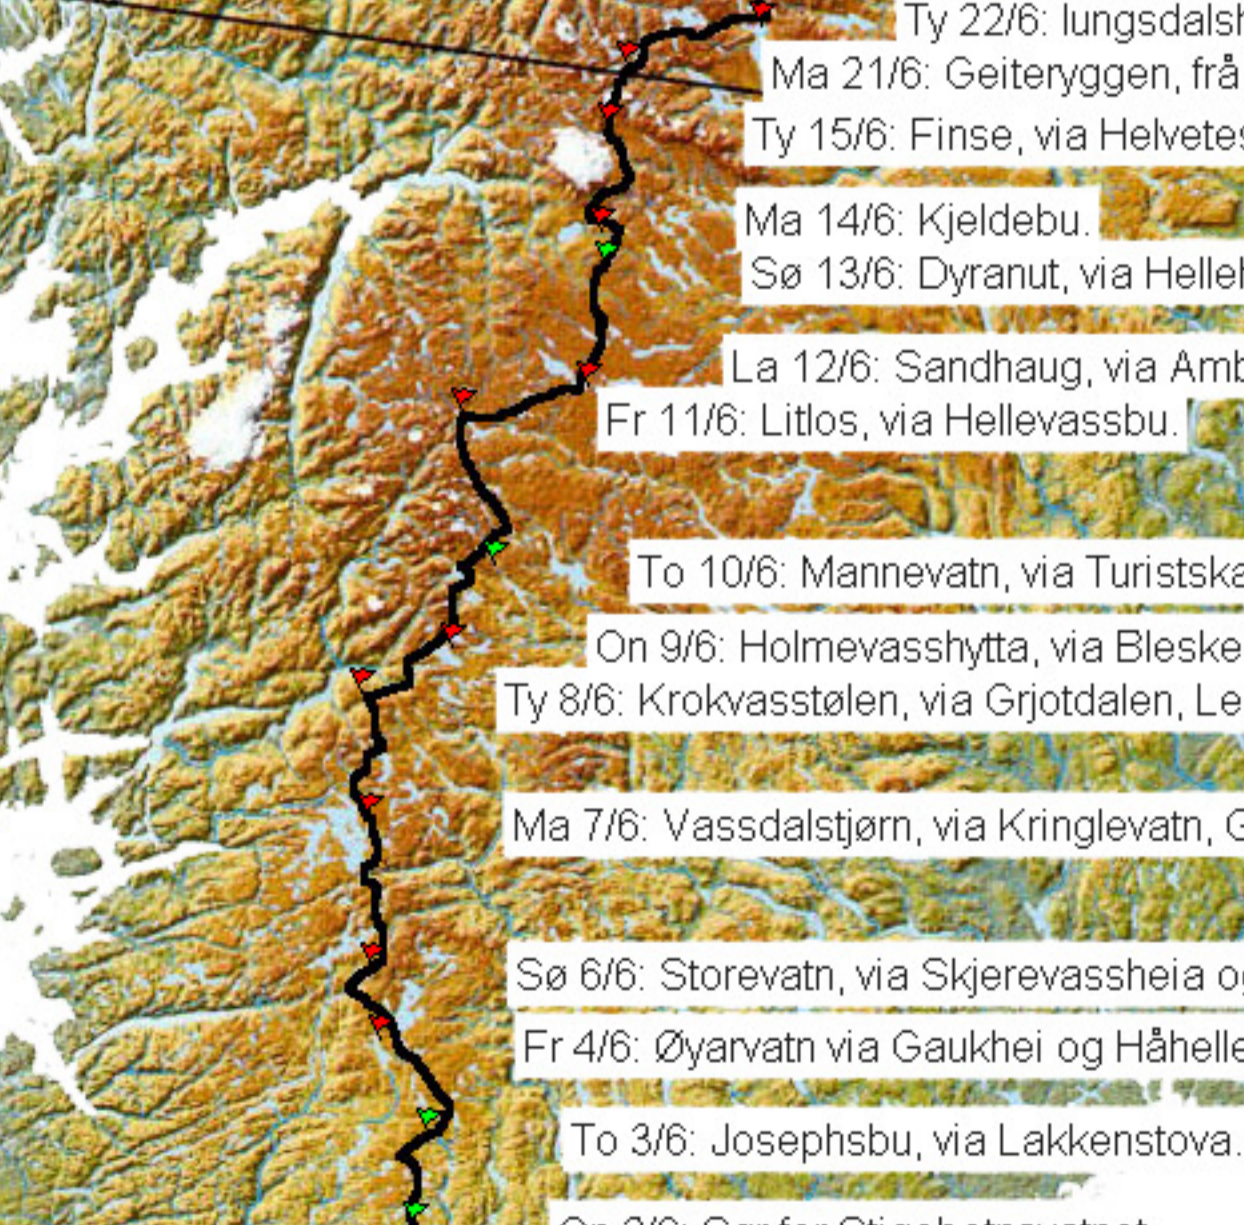 Ty 22/6: Iungsdalsh
Ma 21/6: Geiteryggen, frå
Ty 15/6: Finse, via Helvetes
Ma 14/6: Kjeldebu.
Sø 13/6: Dyranut, via Helleh
La 12/6: Sandhaug, via Amb
Fr 11/6: Litlos, via Hellevassbu.
To 10/6: Mannevatn, via Turistska
On 9/6: Holmevasshytta, via Bleske
Ty 8/6: Krokvasstølen, via Grjotdalen, Le
Ma 7/6: Vassdalstjørn, via Kringlevatn, G
Sø 6/6: Storevatn, via Skjerevassheia og
Fr 4/6: Øyarvatn via Gaukhei og Håhelle
To 3/6: Josephsbu, via Lakkenstova.